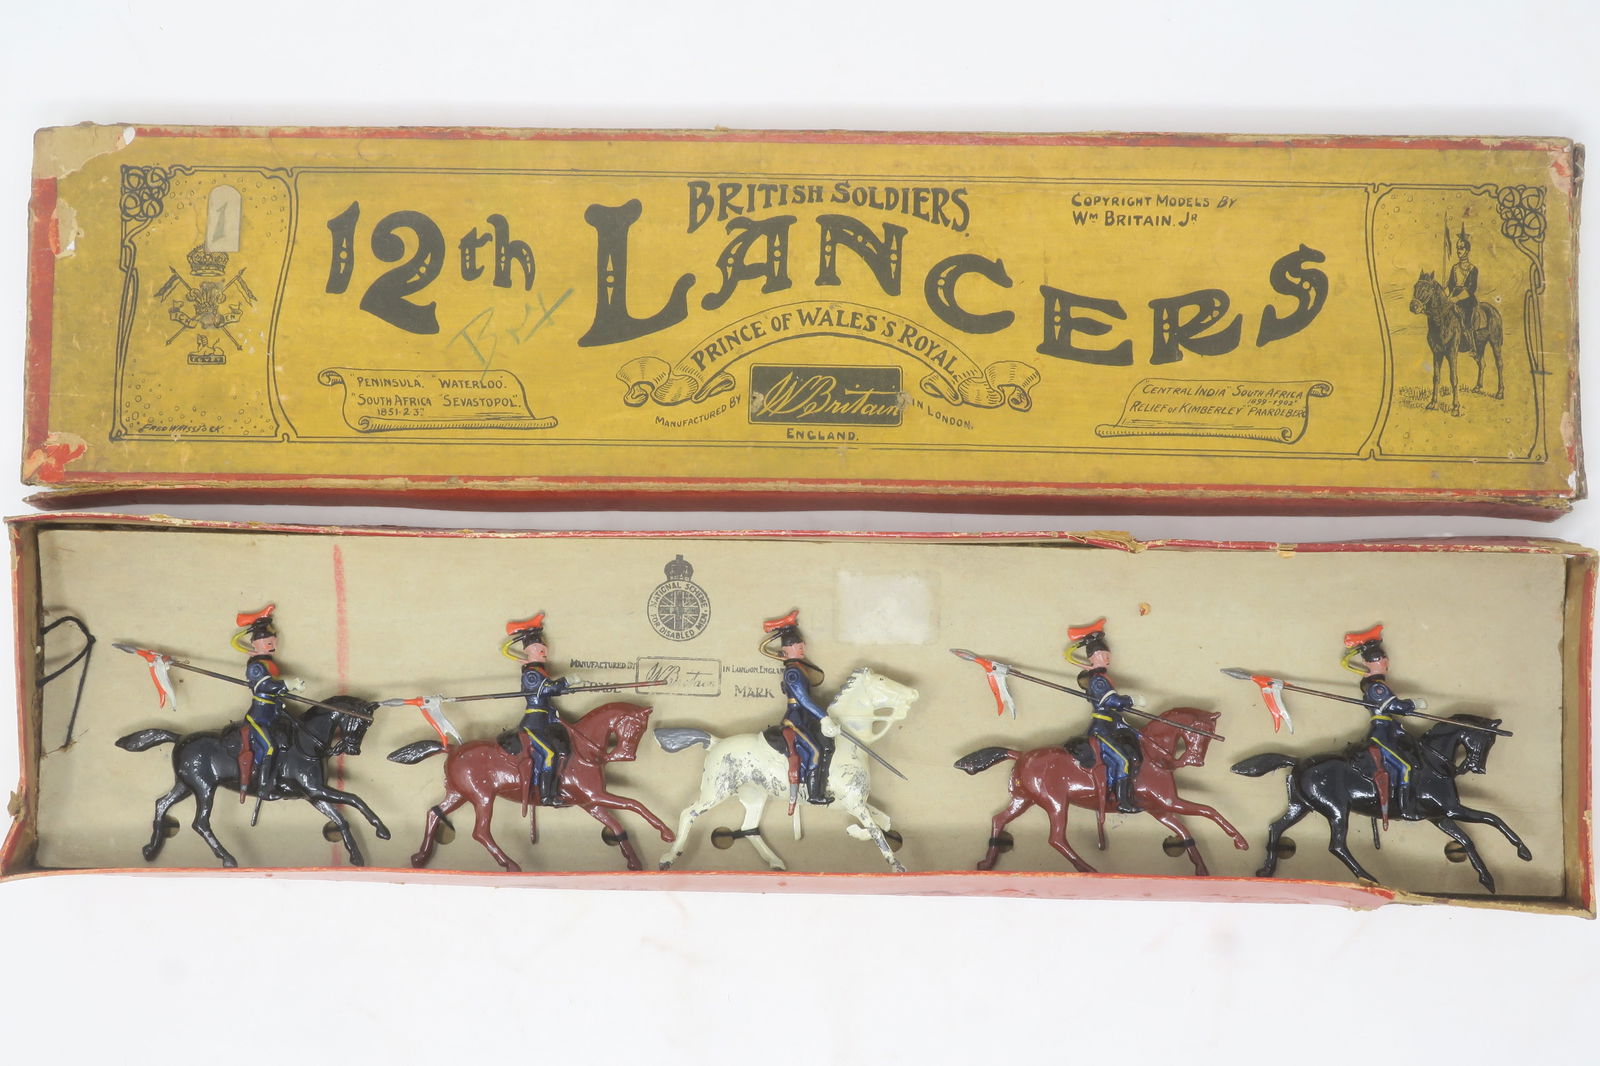 1
BRITISH SOLDIERS.
COPYRIGHT MODELS BY
Wᴹ BRITAIN. Jᴿ
12th LANCERS
PRINCE OF WALES'S ROYAL.
"PENINSULA." "WATERLOO."
"SOUTH AFRICA "SEVASTOPOL".
1851-2-3"
MANUFACTURED BY WBritain IN LONDON,
ENGLAND.
"CENTRAL INDIA" SOUTH AFRICA
1899-1902"
RELIEF OF KIMBERLEY" PAARDEBERG
FRED WHISSTOCK
NATIONAL SCHEME
FOR DISABLED MEN.
MANUFACTURED BY WBritain IN LONDON, ENGLAND
MARK